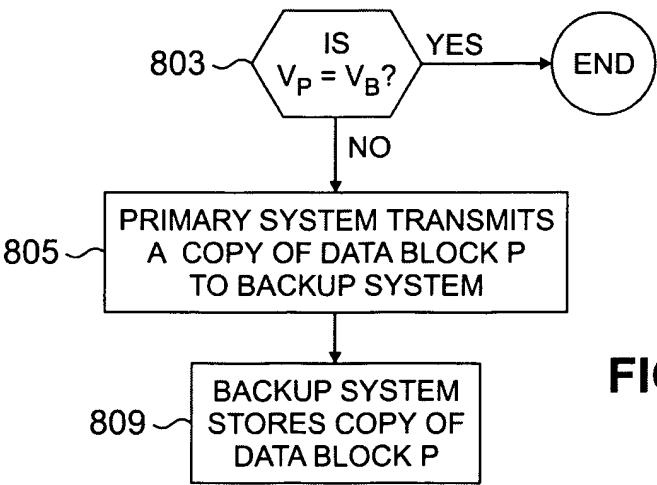 803
IS
V_P = V_B?
YES
END
NO
805
PRIMARY SYSTEM TRANSMITS
A COPY OF DATA BLOCK P
TO BACKUP SYSTEM
809
BACKUP SYSTEM
STORES COPY OF
DATA BLOCK P